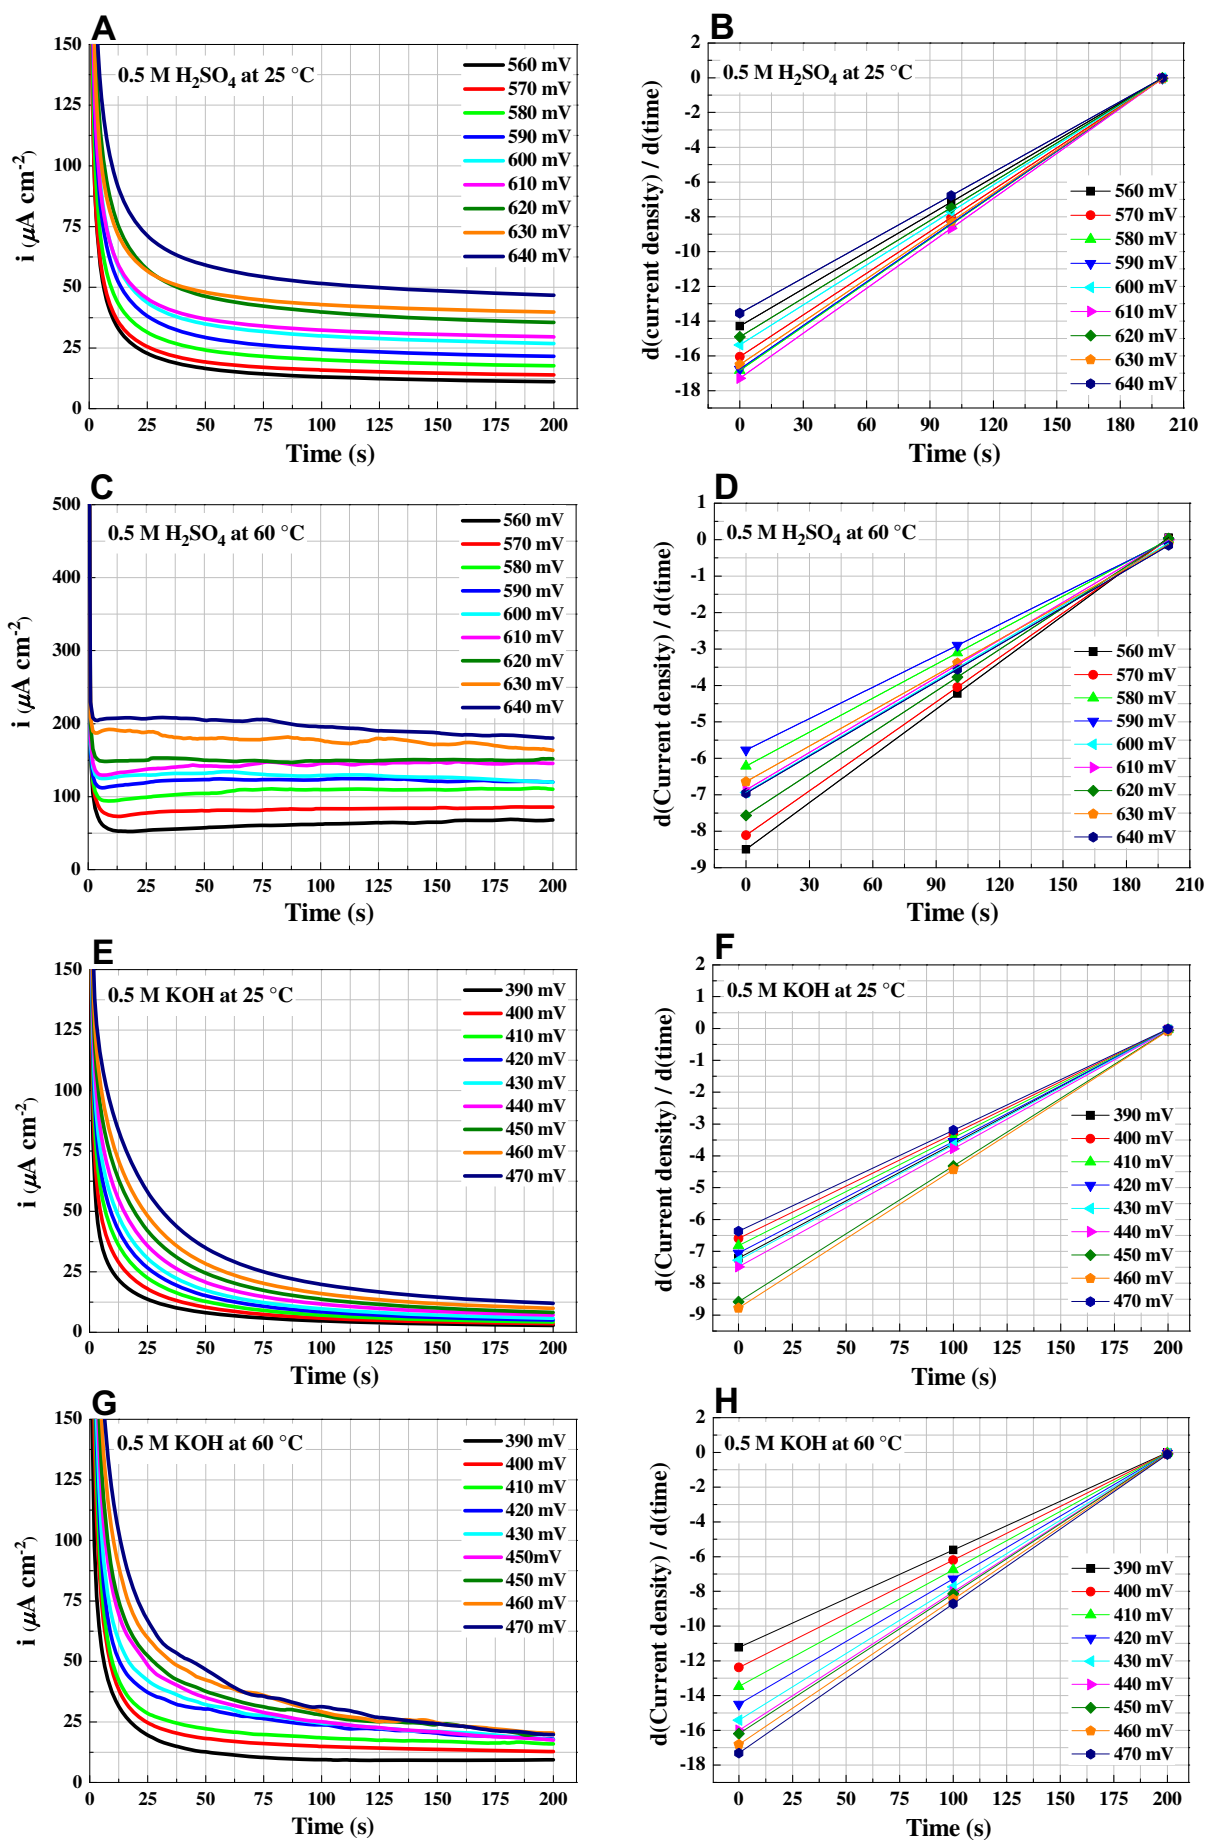 A
0.5 M H2SO4 at 25 °C
150
125
100
75
50
25
0
i (μA cm-2)
560 mV
570 mV
580 mV
590 mV
600 mV
610 mV
620 mV
630 mV
640 mV
0 25 50 75 100 125 150 175 200
Time (s)
B
0.5 M H2SO4 at 25 °C
2
0
-2
-4
-6
-8
-10
-12
-14
-16
-18
d(current density) / d(time)
560 mV
570 mV
580 mV
590 mV
600 mV
610 mV
620 mV
630 mV
640 mV
0 30 60 90 120 150 180 210
Time (s)
C
0.5 M H2SO4 at 60 °C
500
400
300
200
100
0
i (μA cm-2)
560 mV
570 mV
580 mV
590 mV
600 mV
610 mV
620 mV
630 mV
640 mV
0 25 50 75 100 125 150 175 200
Time (s)
D
0.5 M H2SO4 at 60 °C
1
0
-1
-2
-3
-4
-5
-6
-7
-8
-9
d(Current density) / d(time)
560 mV
570 mV
580 mV
590 mV
600 mV
610 mV
620 mV
630 mV
640 mV
0 30 60 90 120 150 180 210
Time (s)
E
0.5 M KOH at 25 °C
150
125
100
75
50
25
0
i (μA cm-2)
390 mV
400 mV
410 mV
420 mV
430 mV
440 mV
450 mV
460 mV
470 mV
0 25 50 75 100 125 150 175 200
Time (s)
F
0.5 M KOH at 25 °C
2
1
0
-1
-2
-3
-4
-5
-6
-7
-8
-9
d(Current density) / d(time)
390 mV
400 mV
410 mV
420 mV
430 mV
440 mV
450 mV
460 mV
470 mV
0 25 50 75 100 125 150 175 200
Time (s)
G
0.5 M KOH at 60 °C
150
125
100
75
50
25
0
i (μA cm-2)
390 mV
400 mV
410 mV
420 mV
430 mV
450mV
450 mV
460 mV
470 mV
0 25 50 75 100 125 150 175 200
Time (s)
H
0.5 M KOH at 60 °C
2
0
-2
-4
-6
-8
-10
-12
-14
-16
-18
d(Current density) / d(time)
390 mV
400 mV
410 mV
420 mV
430 mV
440 mV
450 mV
460 mV
470 mV
0 25 50 75 100 125 150 175 200
Time (s)